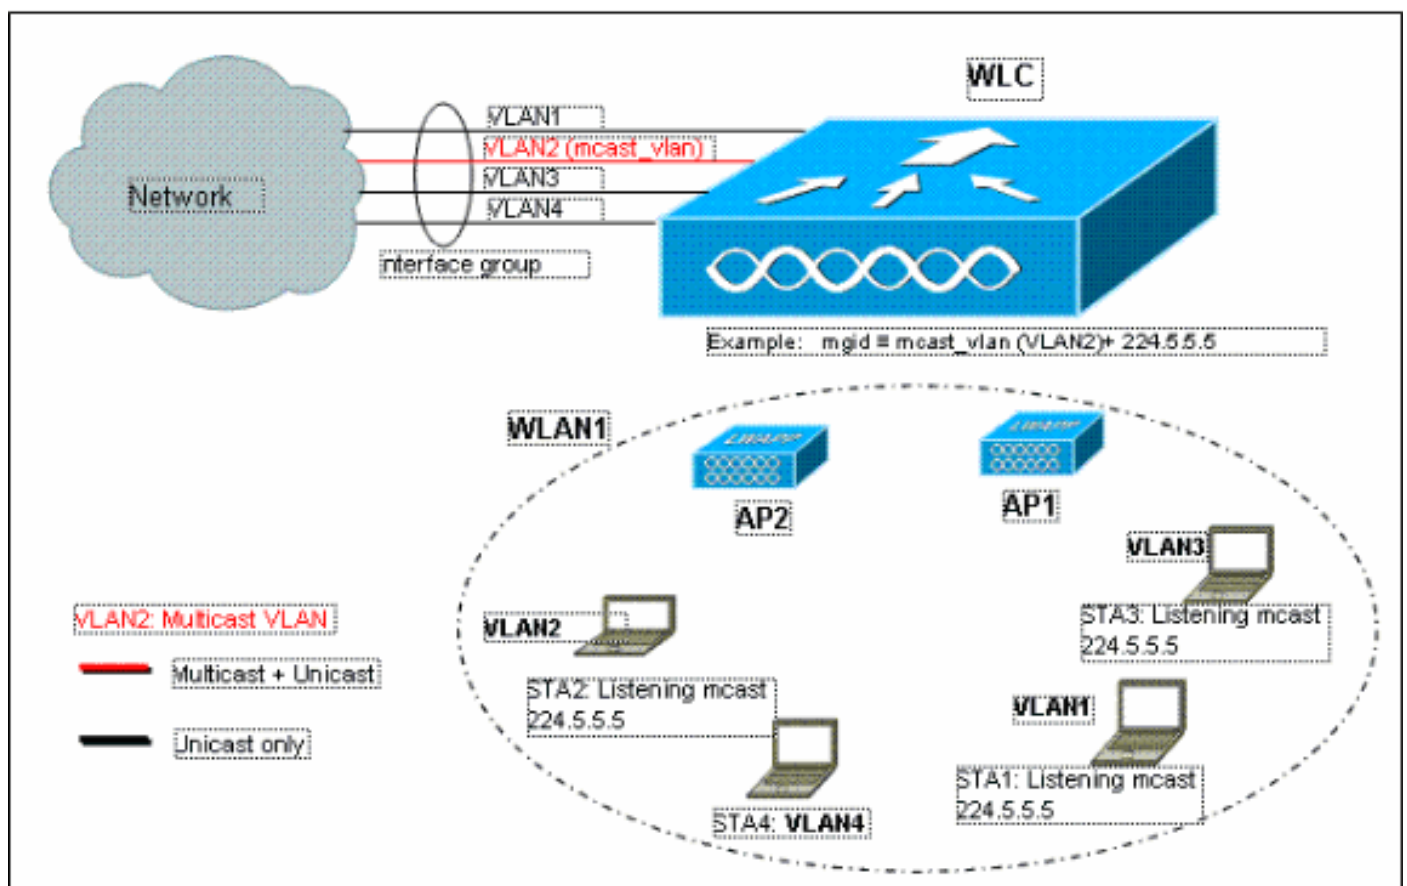 WLC
VLAN1
VLAN2 (mcast_vlan)
VLAN3
VLAN4
Network
nterface group
Example: mgid ≡ mcast_vlan (VLAN2)+ 224.5.5.5
WLAN1
LWAPP
LWAPP
AP2
AP1
VLAN3
STA3: Listening mcast
224.5.5.5
VLAN2: Multicast VLAN
VLAN2
Multicast + Unicast
STA2: Listening mcast
224.5.5.5
VLAN1
Unicast only
STA1: Listening mcast
224.5.5.5
STA4: VLAN4